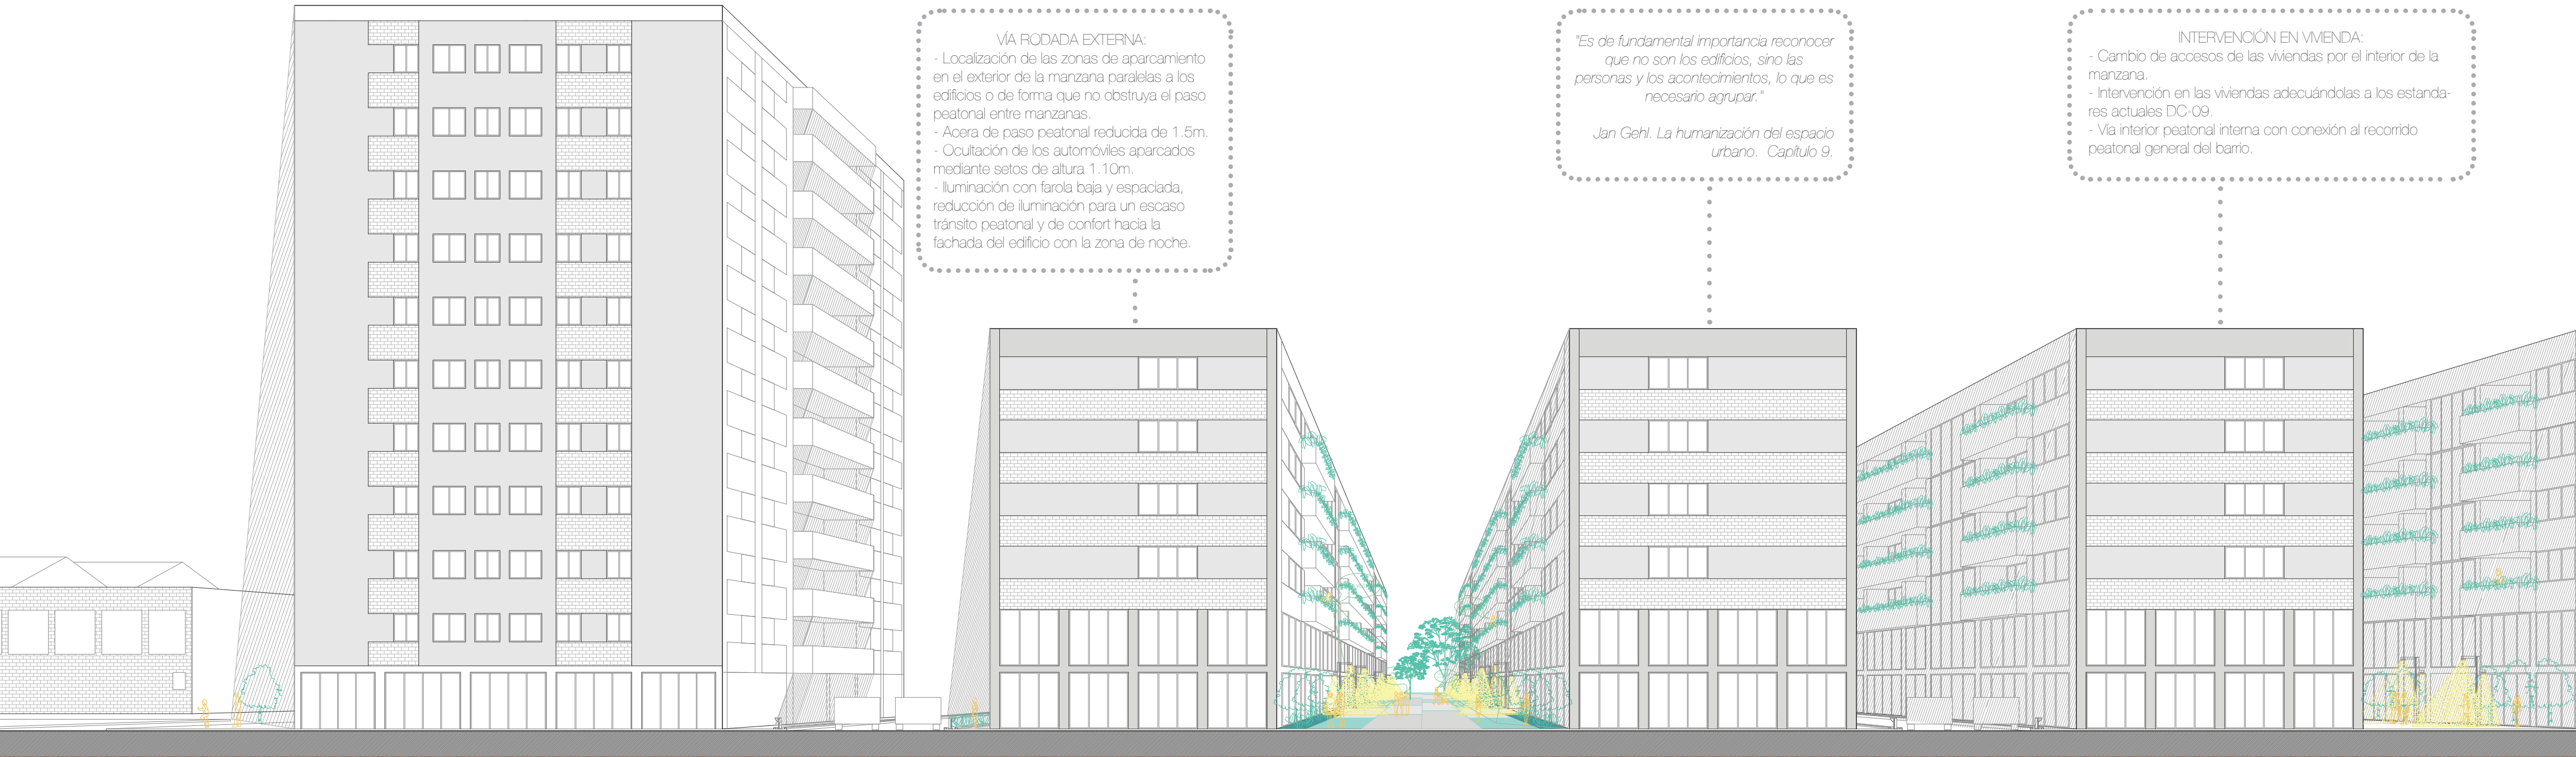 VÍA RODADA EXTERNA:
- Localización de las zonas de aparcamiento
en el exterior de la manzana paralelas a los
edificios o de forma que no obstruya el paso
peatonal entre manzanas.
- Acera de paso peatonal reducida de 1.5m.
- Ocultación de los automóviles aparcados
mediante setos de altura 1.10m.
- Iluminación con farola baja y espaciada,
reducción de iluminación para un escaso
tránsito peatonal y de confort hacia la
fachada del edificio con la zona de noche.
"Es de fundamental importancia reconocer
que no son los edificios, sino las
personas y los acontecimientos, lo que es
necesario agrupar."
Jan Gehl. La humanización del espacio
urbano. Capítulo 9.
INTERVENCIÓN EN VIVIENDA:
- Cambio de accesos de las viviendas por el interior de la
manzana.
- Intervención en las viviendas adecuándolas a los estanda-
res actuales DC-09.
- Vía interior peatonal interna con conexión al recorrido
peatonal general del barrio.